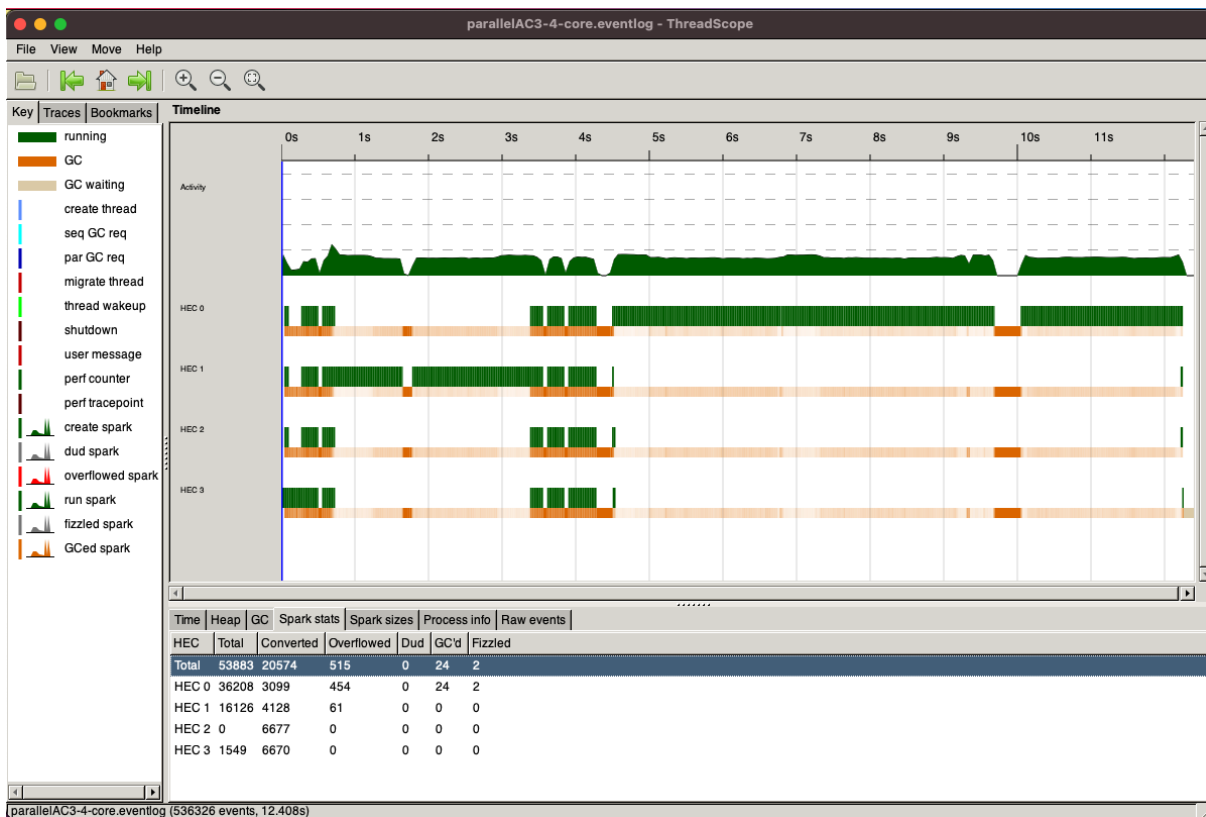 parallelAC3-4-core.eventlog - ThreadScope
File View Move Help
Key Traces Bookmarks
running
GC
GC waiting
create thread
seq GC req
par GC req
migrate thread
thread wakeup
shutdown
user message
perf counter
perf tracepoint
create spark
dud spark
overflowed spark
run spark
fizzled spark
GCed spark
Timeline
0s 1s 2s 3s 4s 5s 6s 7s 8s 9s 10s 11s
Activity
HEC 0
HEC 1
HEC 2
HEC 3
Time Heap GC Spark stats Spark sizes Process info Raw events
HEC Total Converted Overflowed Dud GC'd Fizzled
Total 53883 20574 515 0 24 2
HEC 0 36208 3099 454 0 24 2
HEC 1 16126 4128 61 0 0 0
HEC 2 0 6677 0 0 0 0
HEC 3 1549 6670 0 0 0 0
parallelAC3-4-core.eventlog (536326 events, 12.408s)